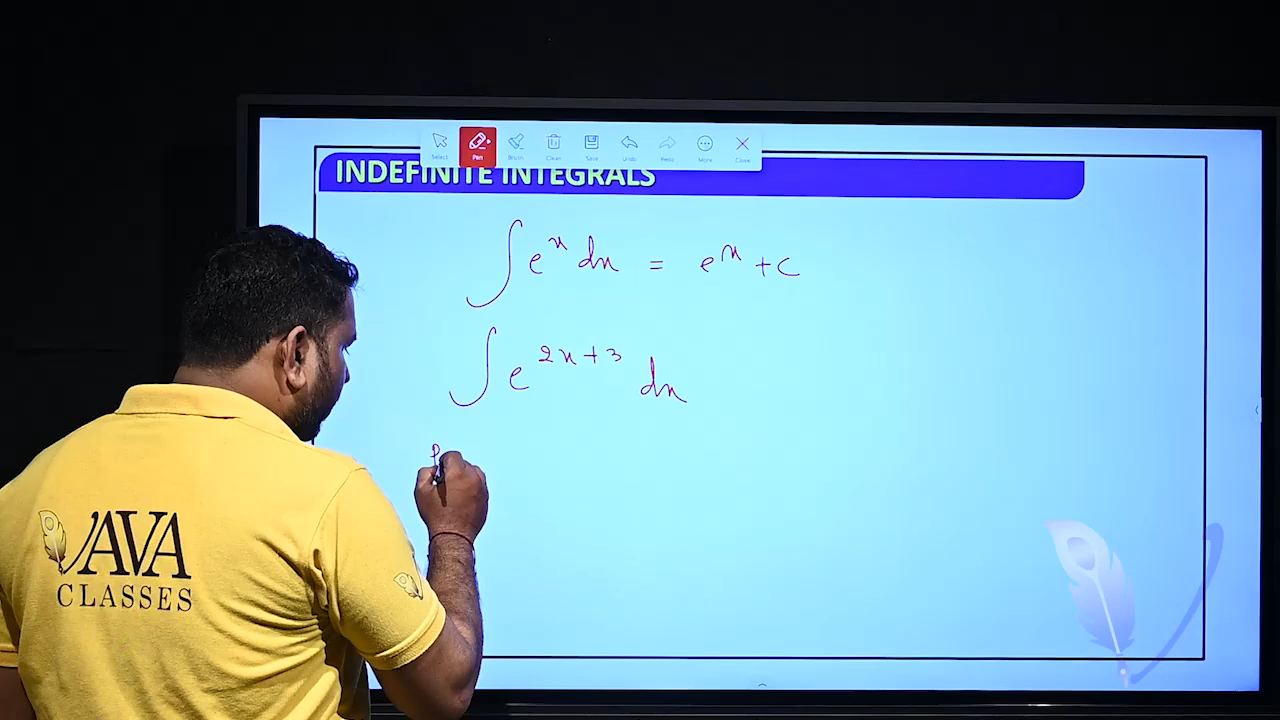 Select Pen Brush Clean Save Undo Redo More Close
INDEFINITE INTEGRALS
∫ e^x dx = e^x + c
∫ e^(2x+3) dx
JAVA
CLASSES